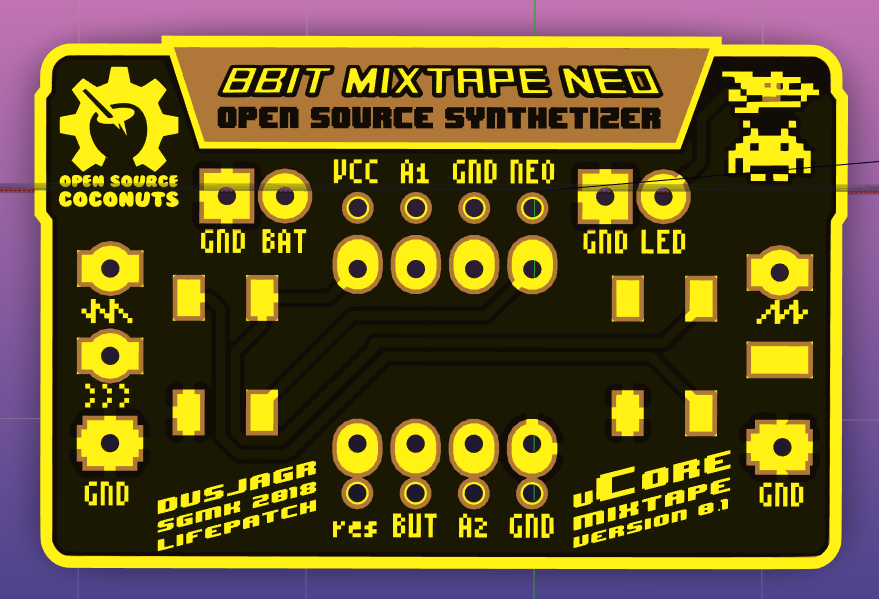 8BIT MIXTAPE NEO
OPEN SOURCE SYNTHETIZER
OPEN SOURCE
COCONUTS
VCC A1 GND NEO
GND BAT
GND LED
GND
DUSJAGR
SGMK 2018
LIFEPATCH
res BUT A2 GND
uCORE
MIXTAPE
VERSION 0.1
GND